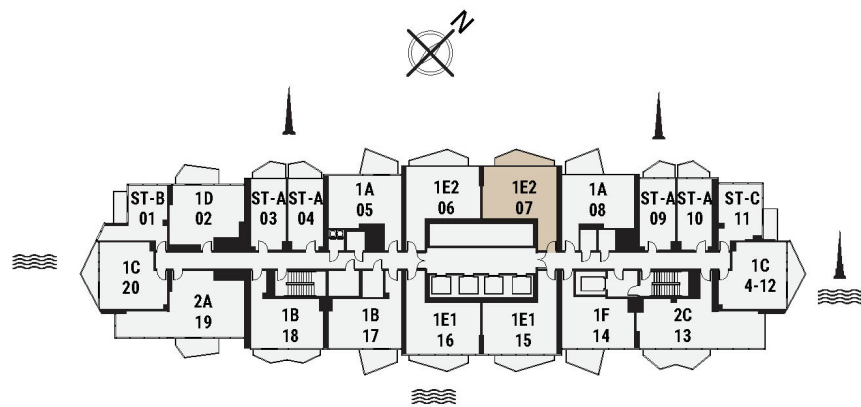 N
ST-B
01
1D
02
ST-A
03
ST-A
04
1A
05
1E2
06
1E2
07
1A
08
ST-A
09
ST-A
10
ST-C
11
1C
20
2A
19
1B
18
1B
17
1E1
16
1E1
15
1F
14
2C
13
1C
4-12